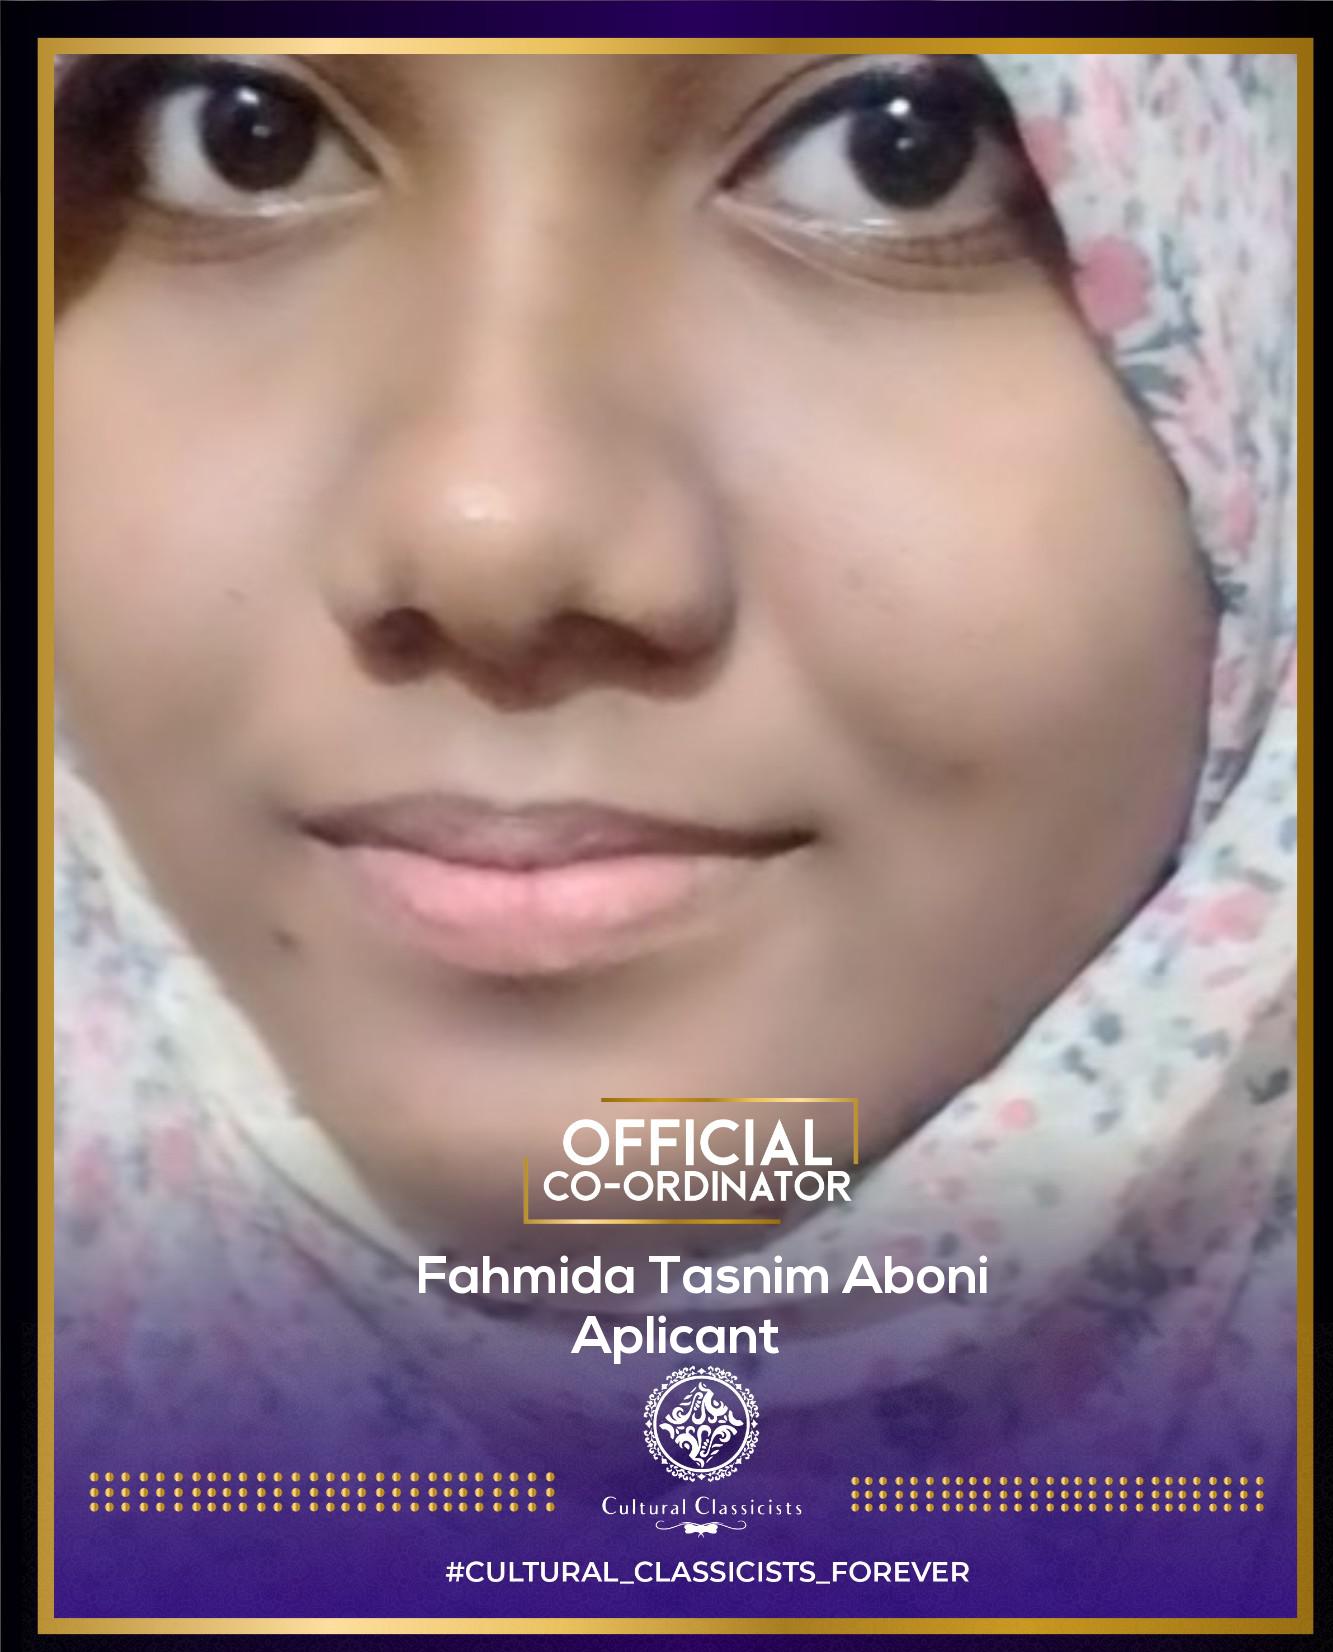 OFFICIAL
CO-ORDINATOR
Fahmida Tasnim Aboni
Aplicant
Cultural Classicists
#CULTURAL_CLASSICISTS_FOREVER